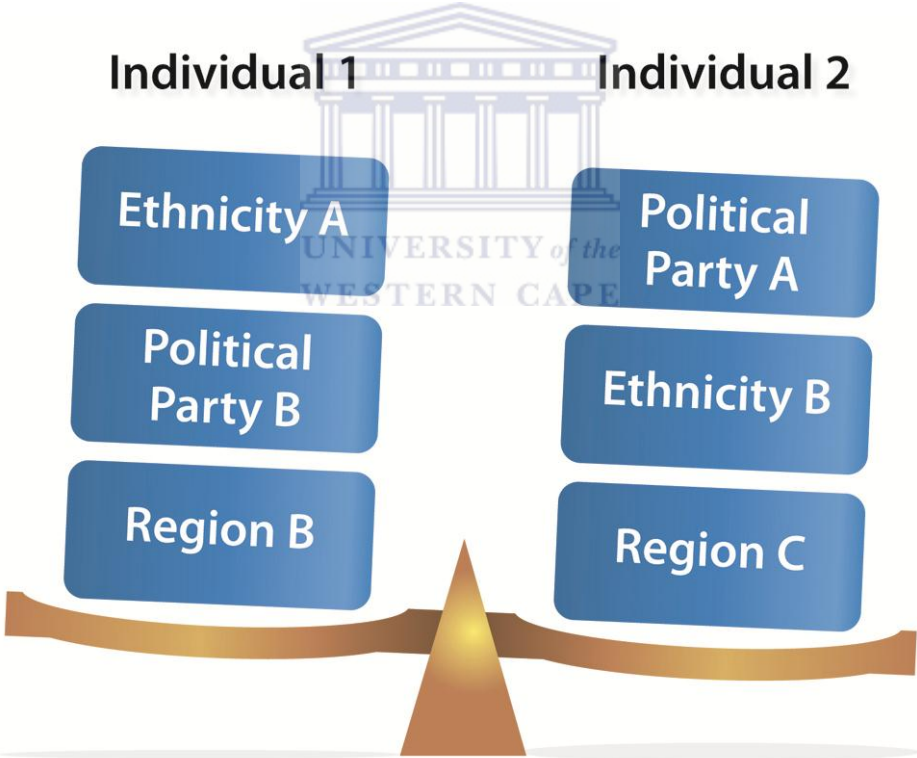 Individual 1
Individual 2
Ethnicity A
Political
Party B
Region B
Political
Party A
Ethnicity B
Region C
UNIVERSITY of the
WESTERN CAPE